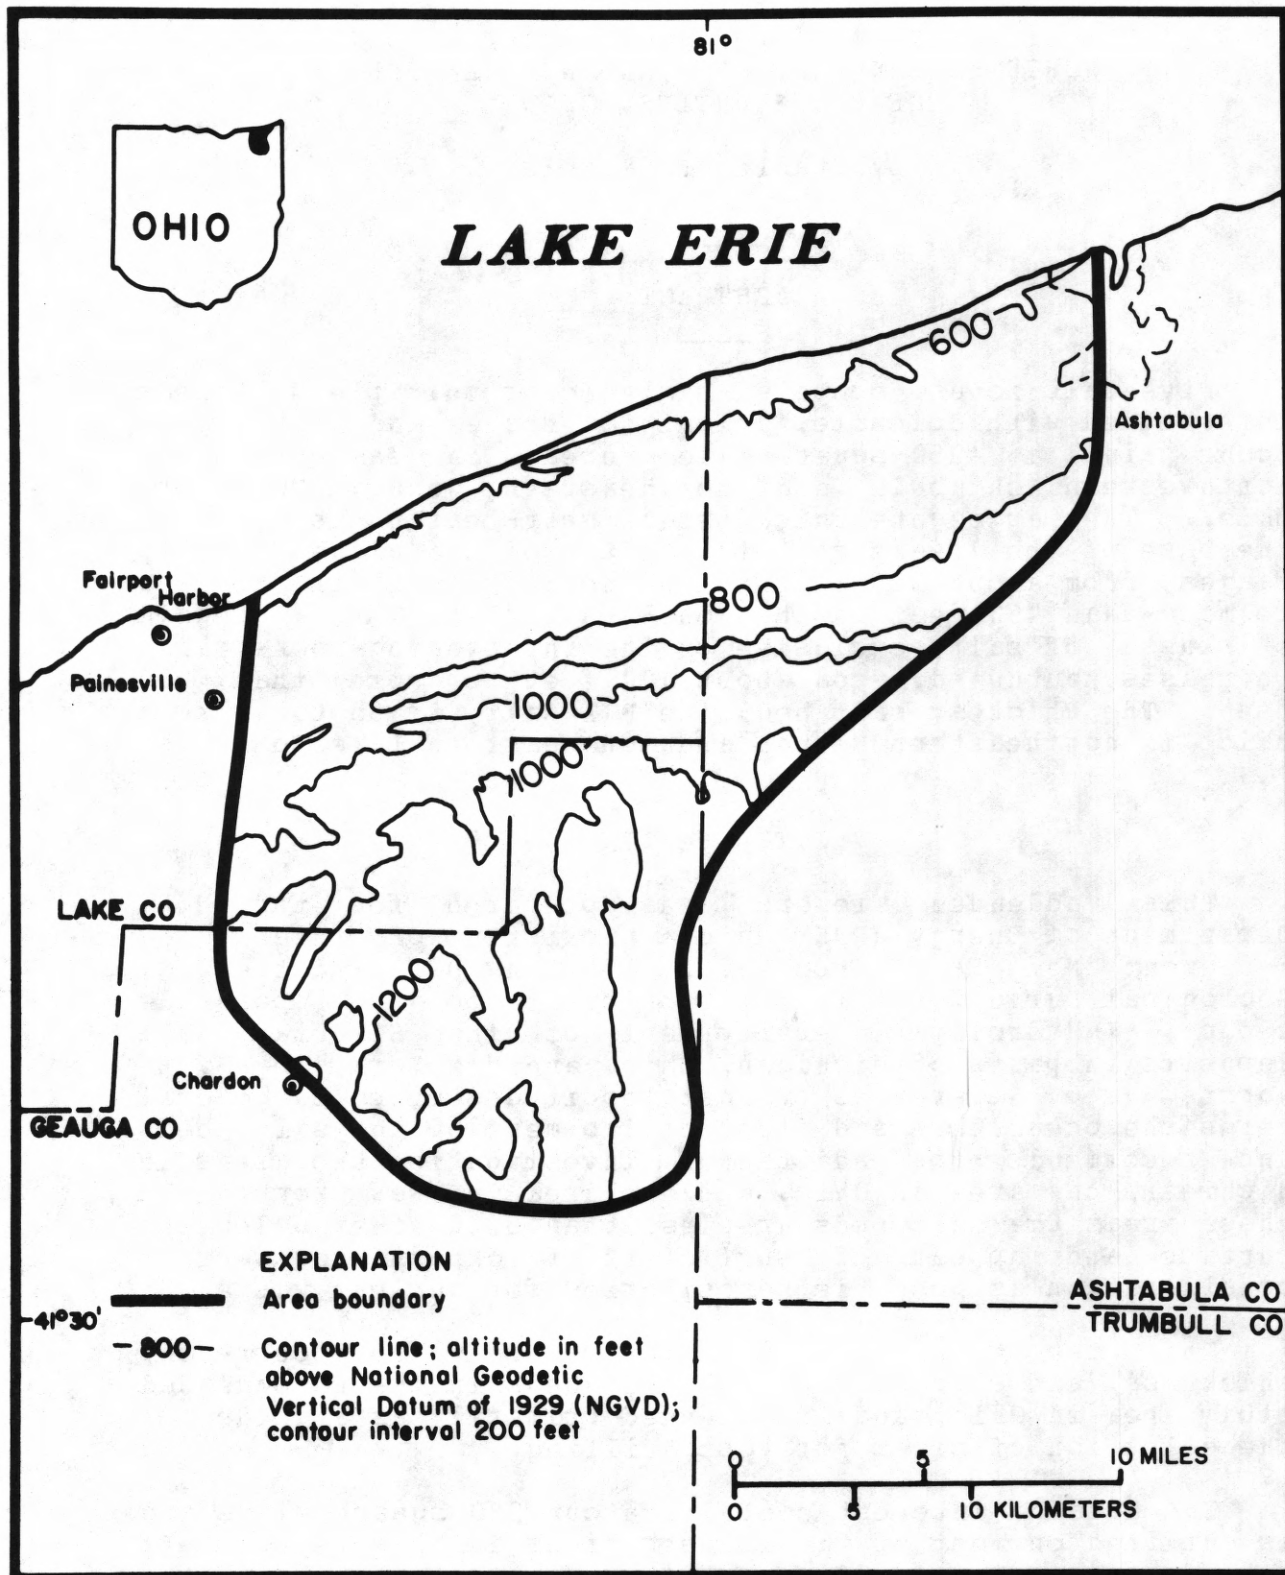 81°
OHIO
LAKE ERIE
600
Ashtabula
Fairport
Harbor
800
Painesville
1000
1000
LAKE CO
1200
Chardon
GEAUGA CO
EXPLANATION
Area boundary
41°30'
ASHTABULA CO
TRUMBULL CO
-800- Contour line; altitude in feet
above National Geodetic
Vertical Datum of 1929 (NGVD);
contour interval 200 feet
0 5 10 MILES
0 5 10 KILOMETERS